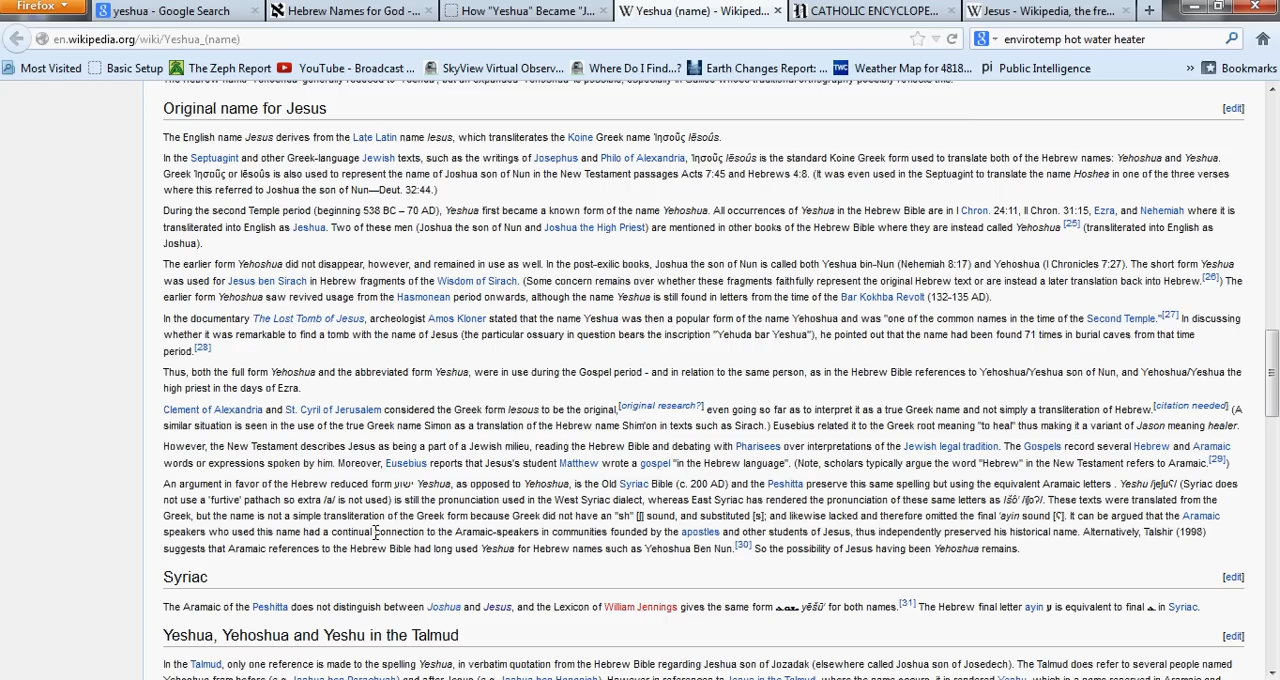 Firefox
yeshua - Google Search
Hebrew Names for God -...
How "Yeshua" Became "J...
Yeshua (name) - Wikiped...
CATHOLIC ENCYCLOPE...
Jesus - Wikipedia, the fre...
en.wikipedia.org/wiki/Yeshua_(name)
envirotemp hot water heater
Most Visited Basic Setup The Zeph Report YouTube - Broadcast ... SkyView Virtual Observ... Where Do I Find...? Earth Changes Report: ... Weather Map for 4818... Public Intelligence » Bookmarks
Original name for Jesus [edit]
The English name Jesus derives from the Late Latin name Iesus, which transliterates the Koine Greek name Ἰησοῦς Iēsoûs.
In the Septuagint and other Greek-language Jewish texts, such as the writings of Josephus and Philo of Alexandria, Ἰησοῦς Iēsoûs is the standard Koine Greek form used to translate both of the Hebrew names: Yehoshua and Yeshua.
Greek Ἰησοῦς or Iēsoûs is also used to represent the name of Joshua son of Nun in the New Testament passages Acts 7:45 and Hebrews 4:8. (It was even used in the Septuagint to translate the name Hoshea in one of the three verses
where this referred to Joshua the son of Nun—Deut. 32:44.)
During the second Temple period (beginning 538 BC – 70 AD), Yeshua first became a known form of the name Yehoshua. All occurrences of Yeshua in the Hebrew Bible are in I Chron. 24:11, II Chron. 31:15, Ezra, and Nehemiah where it is
transliterated into English as Jeshua. Two of these men (Joshua the son of Nun and Joshua the High Priest) are mentioned in other books of the Hebrew Bible where they are instead called Yehoshua [25] (transliterated into English as
Joshua).
The earlier form Yehoshua did not disappear, however, and remained in use as well. In the post-exilic books, Joshua the son of Nun is called both Yeshua bin-Nun (Nehemiah 8:17) and Yehoshua (I Chronicles 7:27). The short form Yeshua
was used for Jesus ben Sirach in Hebrew fragments of the Wisdom of Sirach. (Some concern remains over whether these fragments faithfully represent the original Hebrew text or are instead a later translation back into Hebrew.[26]) The
earlier form Yehoshua saw revived usage from the Hasmonean period onwards, although the name Yeshua is still found in letters from the time of the Bar Kokhba Revolt (132-135 AD).
In the documentary The Lost Tomb of Jesus, archeologist Amos Kloner stated that the name Yeshua was then a popular form of the name Yehoshua and was "one of the common names in the time of the Second Temple."[27] In discussing
whether it was remarkable to find a tomb with the name of Jesus (the particular ossuary in question bears the inscription "Yehuda bar Yeshua"), he pointed out that the name had been found 71 times in burial caves from that time
period.[28]
Thus, both the full form Yehoshua and the abbreviated form Yeshua, were in use during the Gospel period - and in relation to the same person, as in the Hebrew Bible references to Yehoshua/Yeshua son of Nun, and Yehoshua/Yeshua the
high priest in the days of Ezra.
Clement of Alexandria and St. Cyril of Jerusalem considered the Greek form Iesous to be the original,[original research?] even going so far as to interpret it as a true Greek name and not simply a transliteration of Hebrew.[citation needed] (A
similar situation is seen in the use of the true Greek name Simon as a translation of the Hebrew name Shim'on in texts such as Sirach.) Eusebius related it to the Greek root meaning "to heal" thus making it a variant of Jason meaning healer.
However, the New Testament describes Jesus as being a part of a Jewish milieu, reading the Hebrew Bible and debating with Pharisees over interpretations of the Jewish legal tradition. The Gospels record several Hebrew and Aramaic
words or expressions spoken by him. Moreover, Eusebius reports that Jesus's student Matthew wrote a gospel "in the Hebrew language". (Note, scholars typically argue the word "Hebrew" in the New Testament refers to Aramaic.[29])
An argument in favor of the Hebrew reduced form ישוע Yeshua, as opposed to Yehoshua, is the Old Syriac Bible (c. 200 AD) and the Peshitta preserve this same spelling but using the equivalent Aramaic letters . Yeshu /jeʃuʕ/ (Syriac does
not use a 'furtive' pathach so extra /a/ is not used) is still the pronunciation used in the West Syriac dialect, whereas East Syriac has rendered the pronunciation of these same letters as Išô' /iʃoʔ/. These texts were translated from the
Greek, but the name is not a simple transliteration of the Greek form because Greek did not have an "sh" [ʃ] sound, and substituted [s]; and likewise lacked and therefore omitted the final 'ayin sound [ʕ]. It can be argued that the Aramaic
speakers who used this name had a continual connection to the Aramaic-speakers in communities founded by the apostles and other students of Jesus, thus independently preserved his historical name. Alternatively, Talshir (1998)
suggests that Aramaic references to the Hebrew Bible had long used Yeshua for Hebrew names such as Yehoshua Ben Nun.[30] So the possibility of Jesus having been Yehoshua remains.
Syriac [edit]
The Aramaic of the Peshitta does not distinguish between Joshua and Jesus, and the Lexicon of William Jennings gives the same form yēšūʿ for both names.[31] The Hebrew final letter ayin ע is equivalent to final in Syriac.
Yeshua, Yehoshua and Yeshu in the Talmud [edit]
In the Talmud, only one reference is made to the spelling Yeshua, in verbatim quotation from the Hebrew Bible regarding Jeshua son of Jozadak (elsewhere called Joshua son of Josedech). The Talmud does refer to several people named